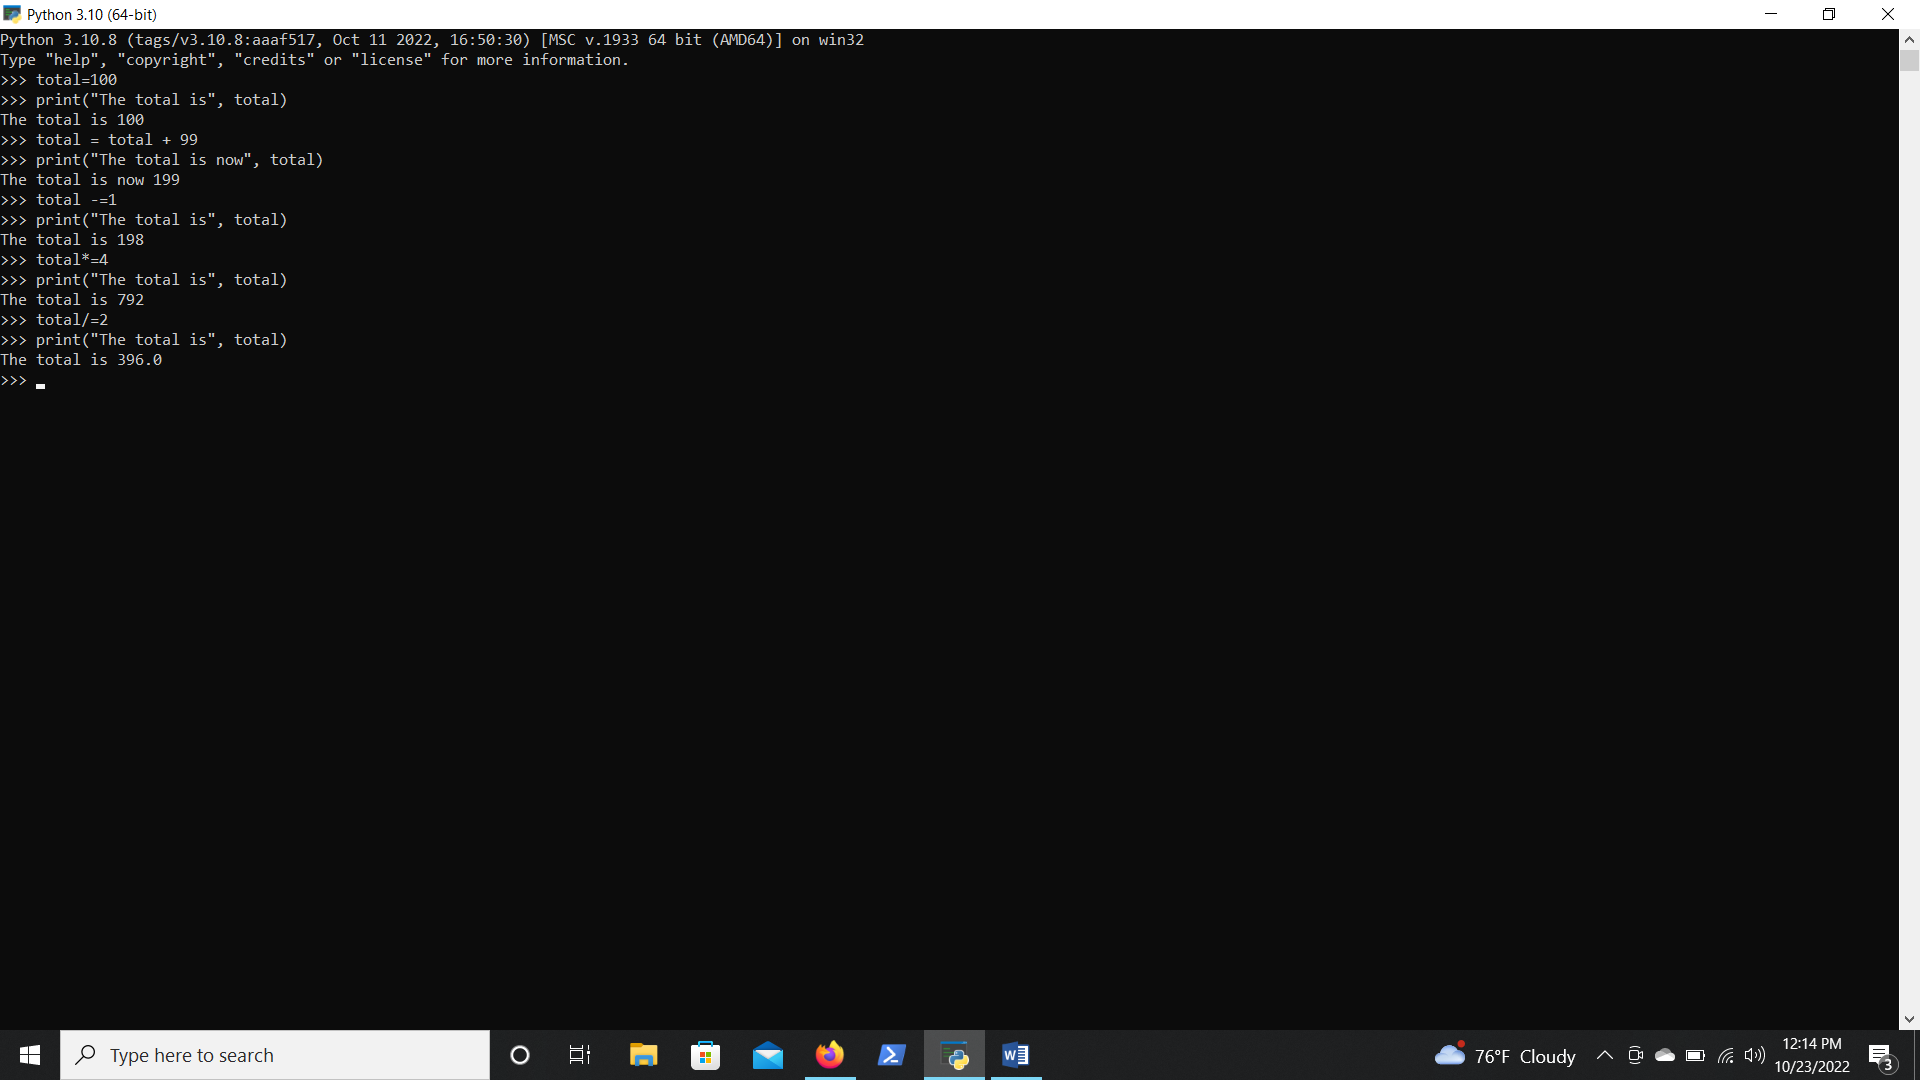 Python 3.10 (64-bit)
Python 3.10.8 (tags/v3.10.8:aaaf517, Oct 11 2022, 16:50:30) [MSC v.1933 64 bit (AMD64)] on win32
Type "help", "copyright", "credits" or "license" for more information.
>>> total=100
>>> print("The total is", total)
The total is 100
>>> total = total + 99
>>> print("The total is now", total)
The total is now 199
>>> total -=1
>>> print("The total is", total)
The total is 198
>>> total*=4
>>> print("The total is", total)
The total is 792
>>> total/=2
>>> print("The total is", total)
The total is 396.0
>>>
Type here to search
W
76°F Cloudy
12:14 PM
10/23/2022
3